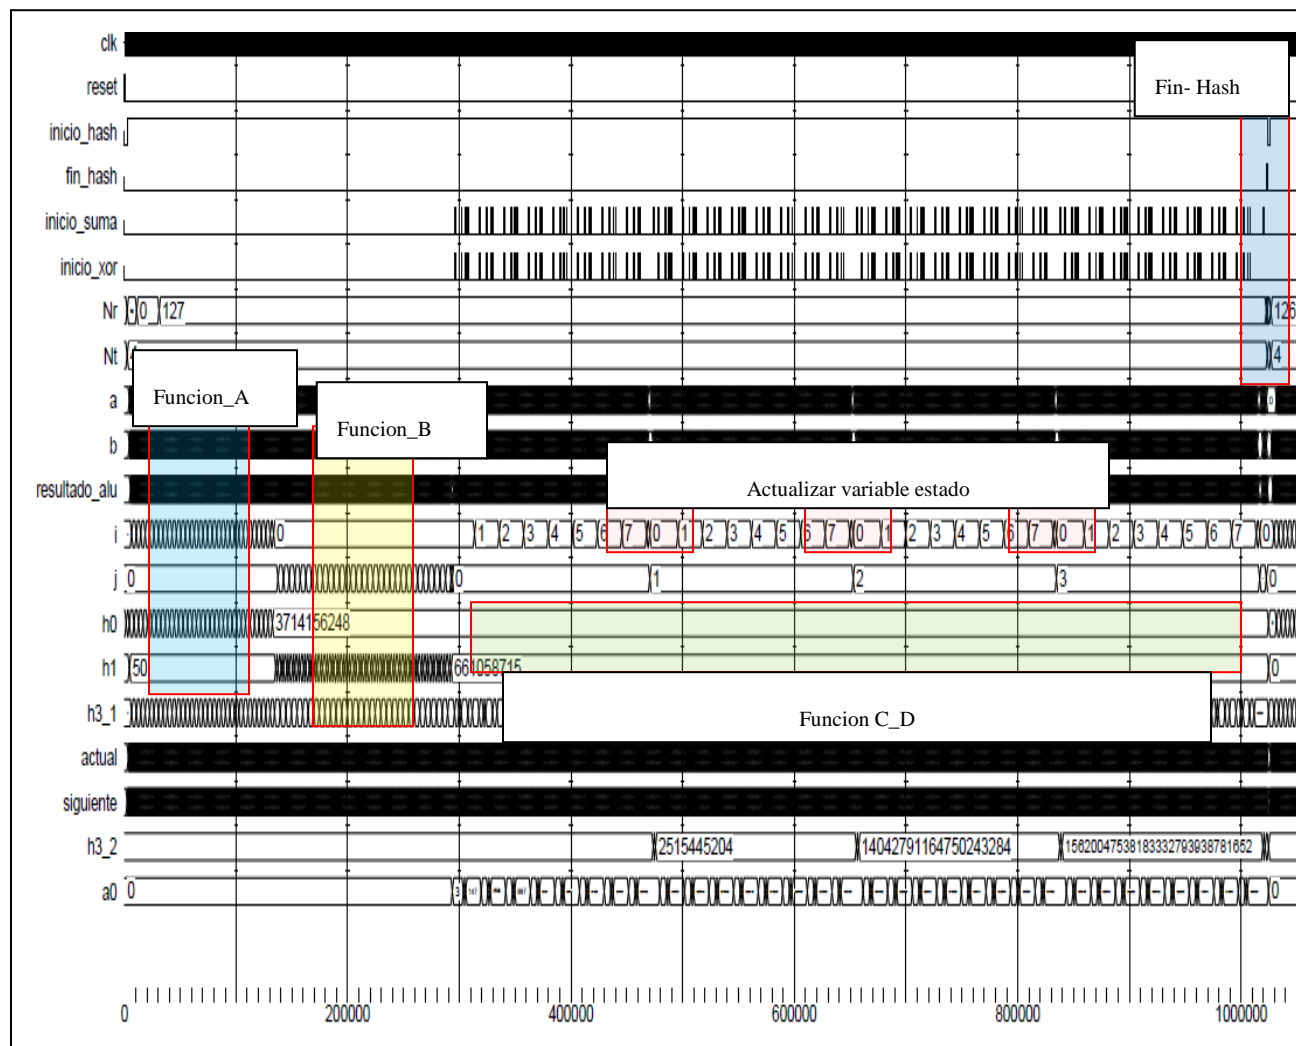 clk
reset
Fin- Hash
inicio_hash
fin_hash
inicio_suma
inicio_xor
Nr 0 127 126
Nt 4
a
Funcion_A
Funcion_B
b
resultado_alu
Actualizar variable estado
i 0 1 2 3 4 5 6 7 0 1 2 3 4 5 6 7 0 1 2 3 4 5 6 7 0 1 2 3 4 5 6 7 0
j 0 0 1 2 3 0
h0 3714156248
h1 50 661058715 0
h3_1
Funcion C_D
actual
siguiente
h3_2 2515445204 14042791164750243284 15620047538183332793938781652
a0 0 3 0
0 200000 400000 600000 800000 1000000